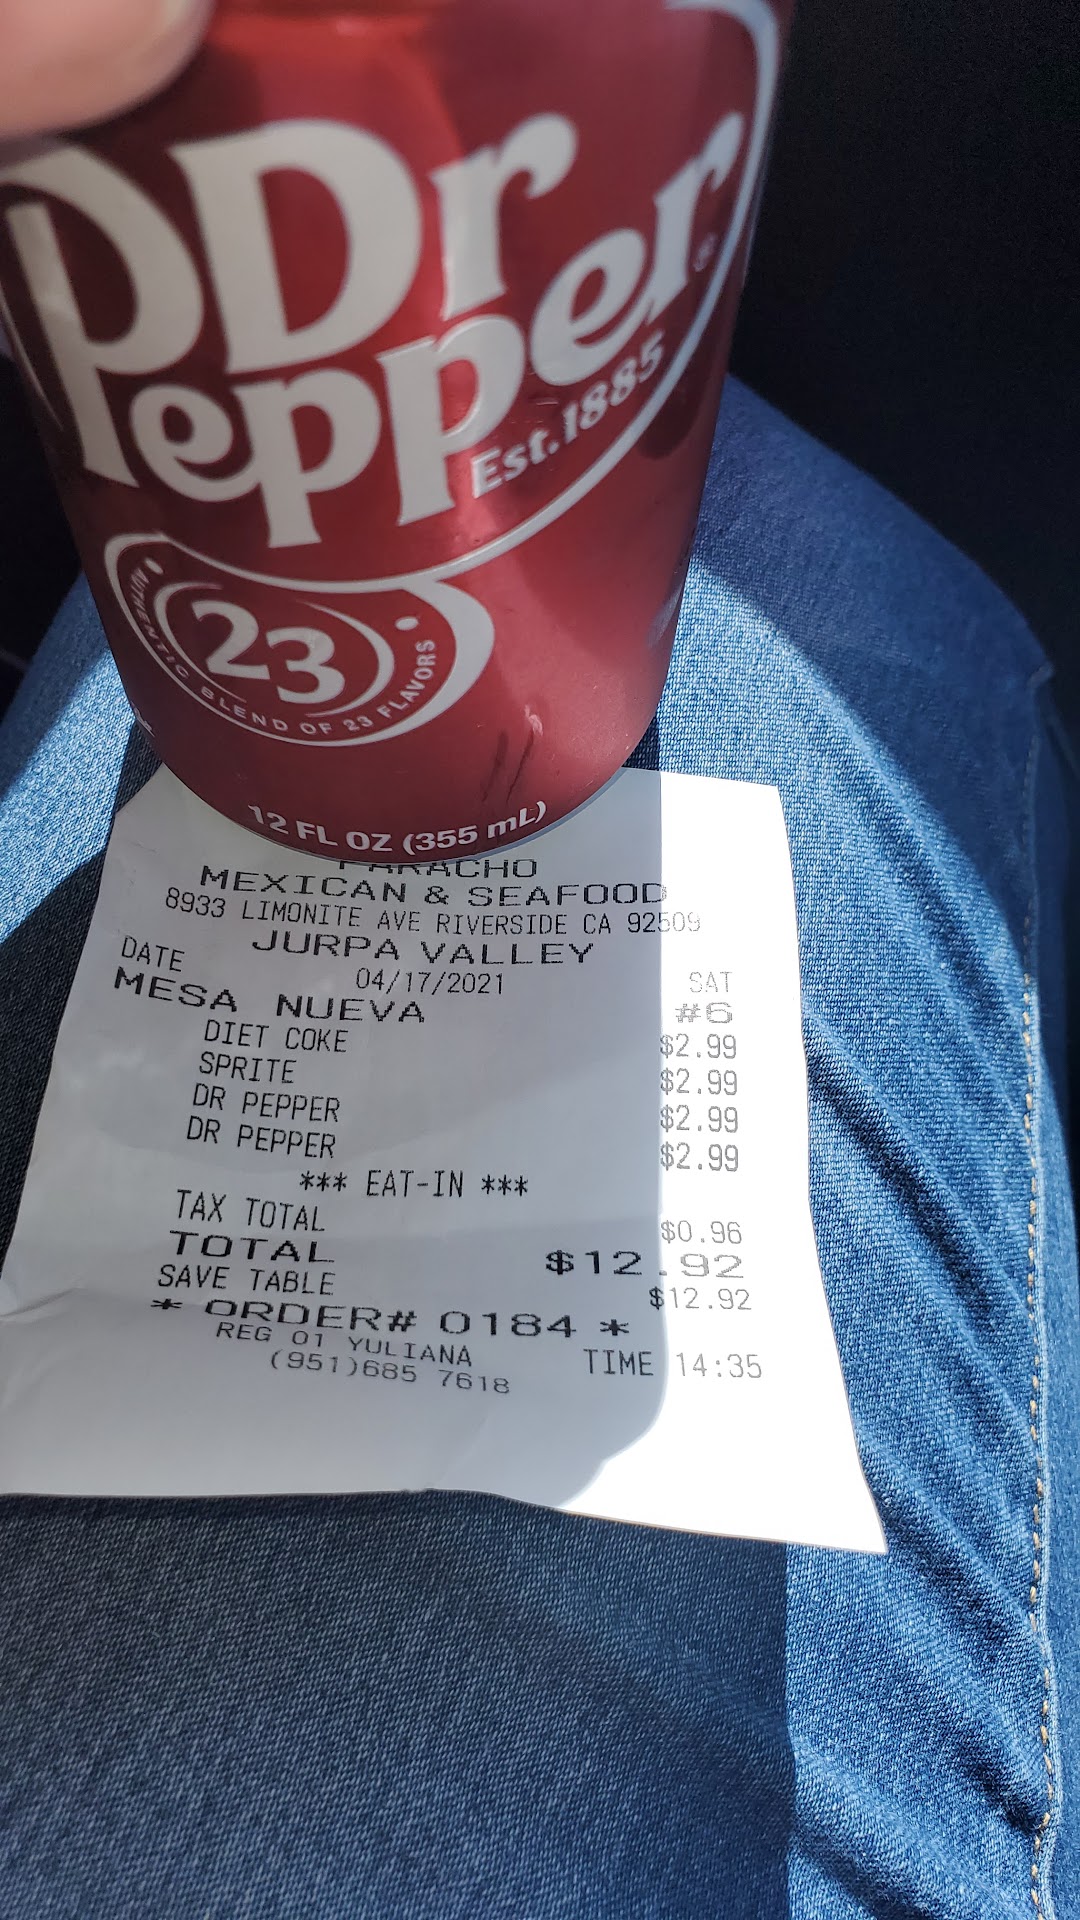 Dr
Pepper
Est. 1885
23
AUTHENTIC BLEND OF 23 FLAVORS
12 FL OZ (355 mL)
PARACHO
MEXICAN & SEAFOOD
8933 LIMONITE AVE RIVERSIDE CA 92509
JURPA VALLEY
DATE 04/17/2021 SAT
MESA NUEVA #6
DIET COKE $2.99
SPRITE $2.99
DR PEPPER $2.99
DR PEPPER $2.99
*** EAT-IN ***
TAX TOTAL $0.96
TOTAL $12.92
SAVE TABLE $12.92
* ORDER# 0184 *
REG 01 YULIANA TIME 14:35
(951)685 7618